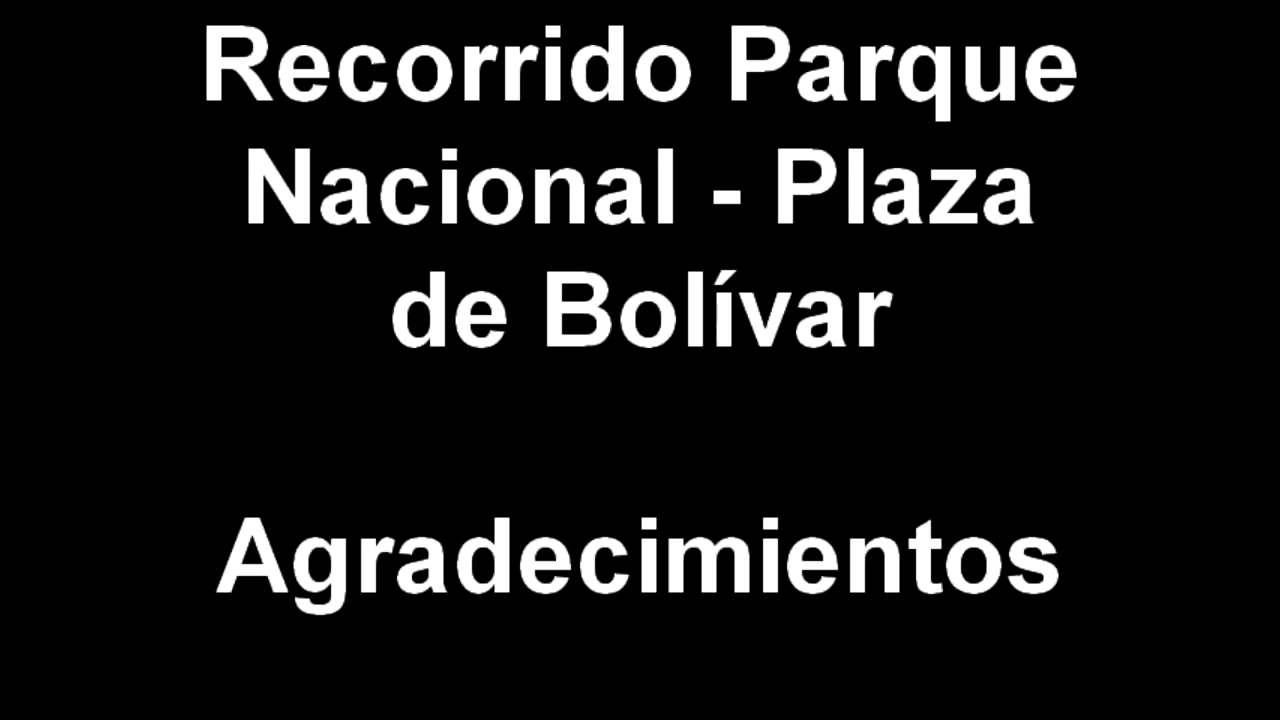 Recorrido Parque
Nacional - Plaza
de Bolívar
Agradecimientos